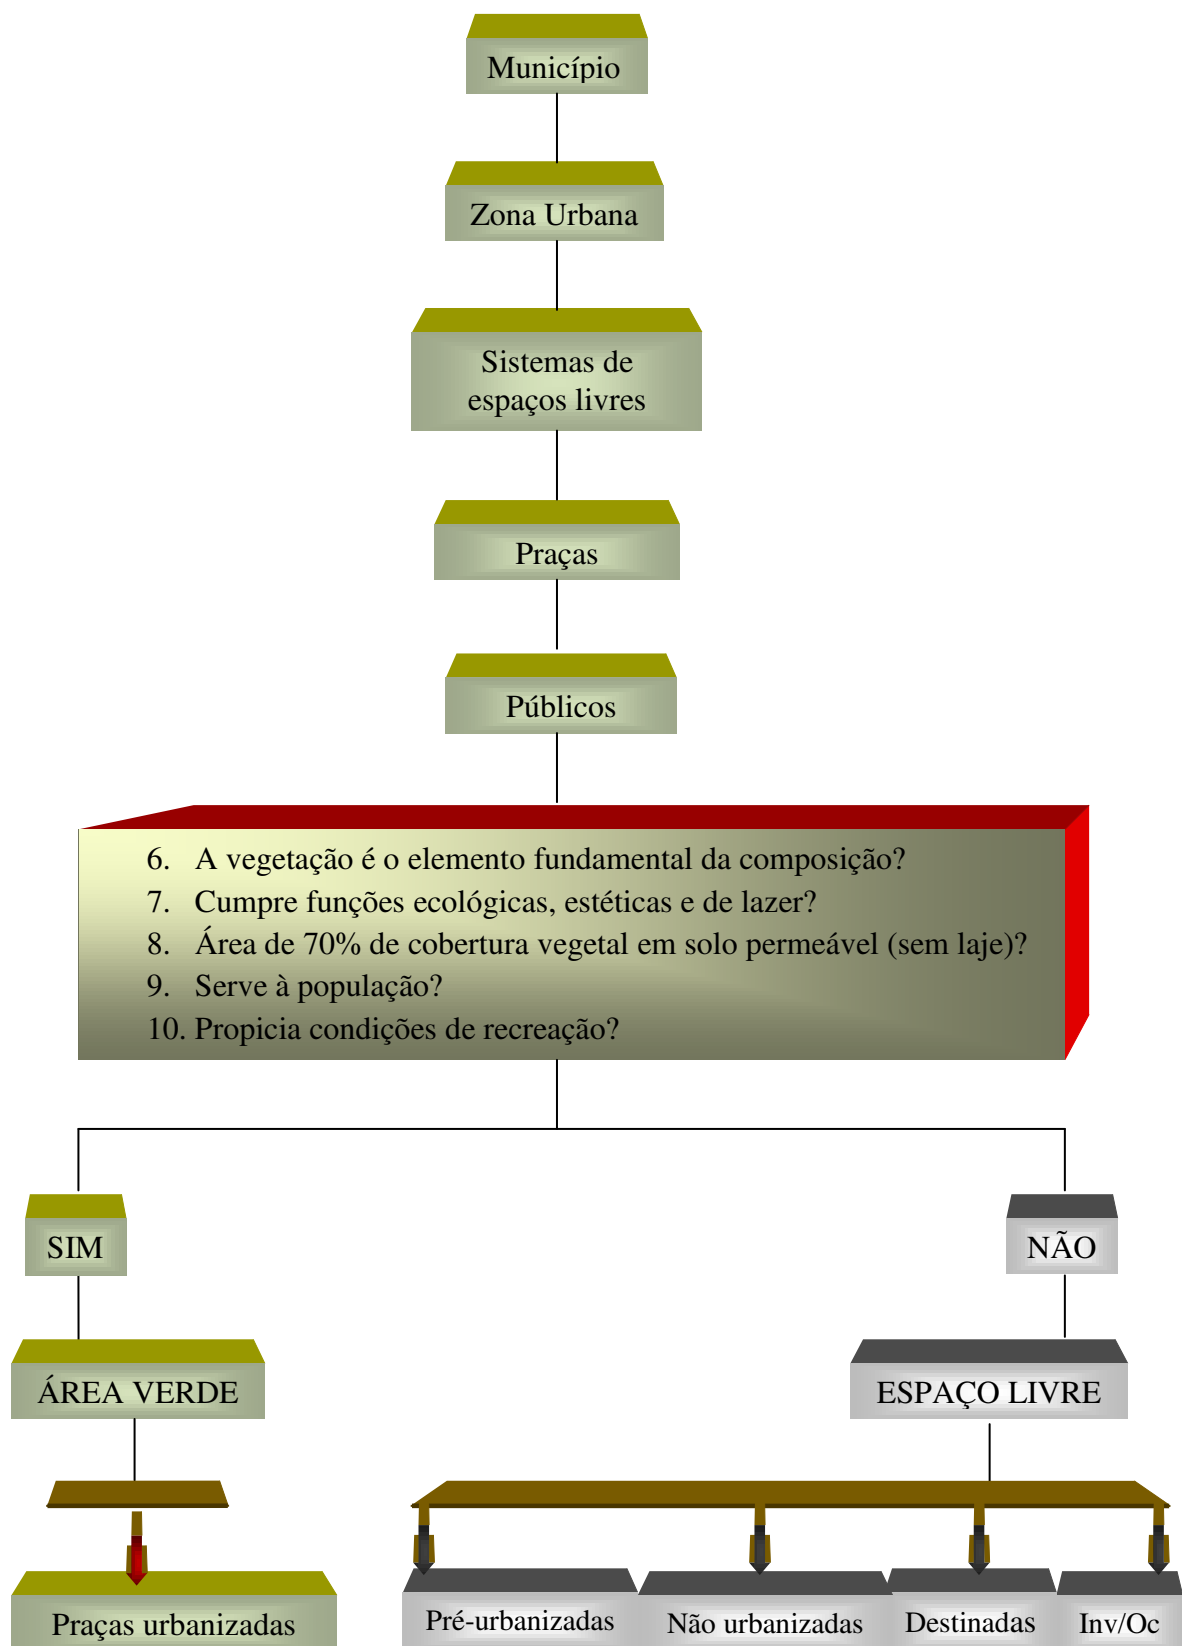 Município
Zona Urbana
Sistemas de
espaços livres
Praças
Públicos
6. A vegetação é o elemento fundamental da composição?
7. Cumpre funções ecológicas, estéticas e de lazer?
8. Área de 70% de cobertura vegetal em solo permeável (sem laje)?
9. Serve à população?
10. Propicia condições de recreação?
SIM
NÃO
ÁREA VERDE
ESPAÇO LIVRE
Praças urbanizadas
Pré-urbanizadas
Não urbanizadas
Destinadas
Inv/Oc